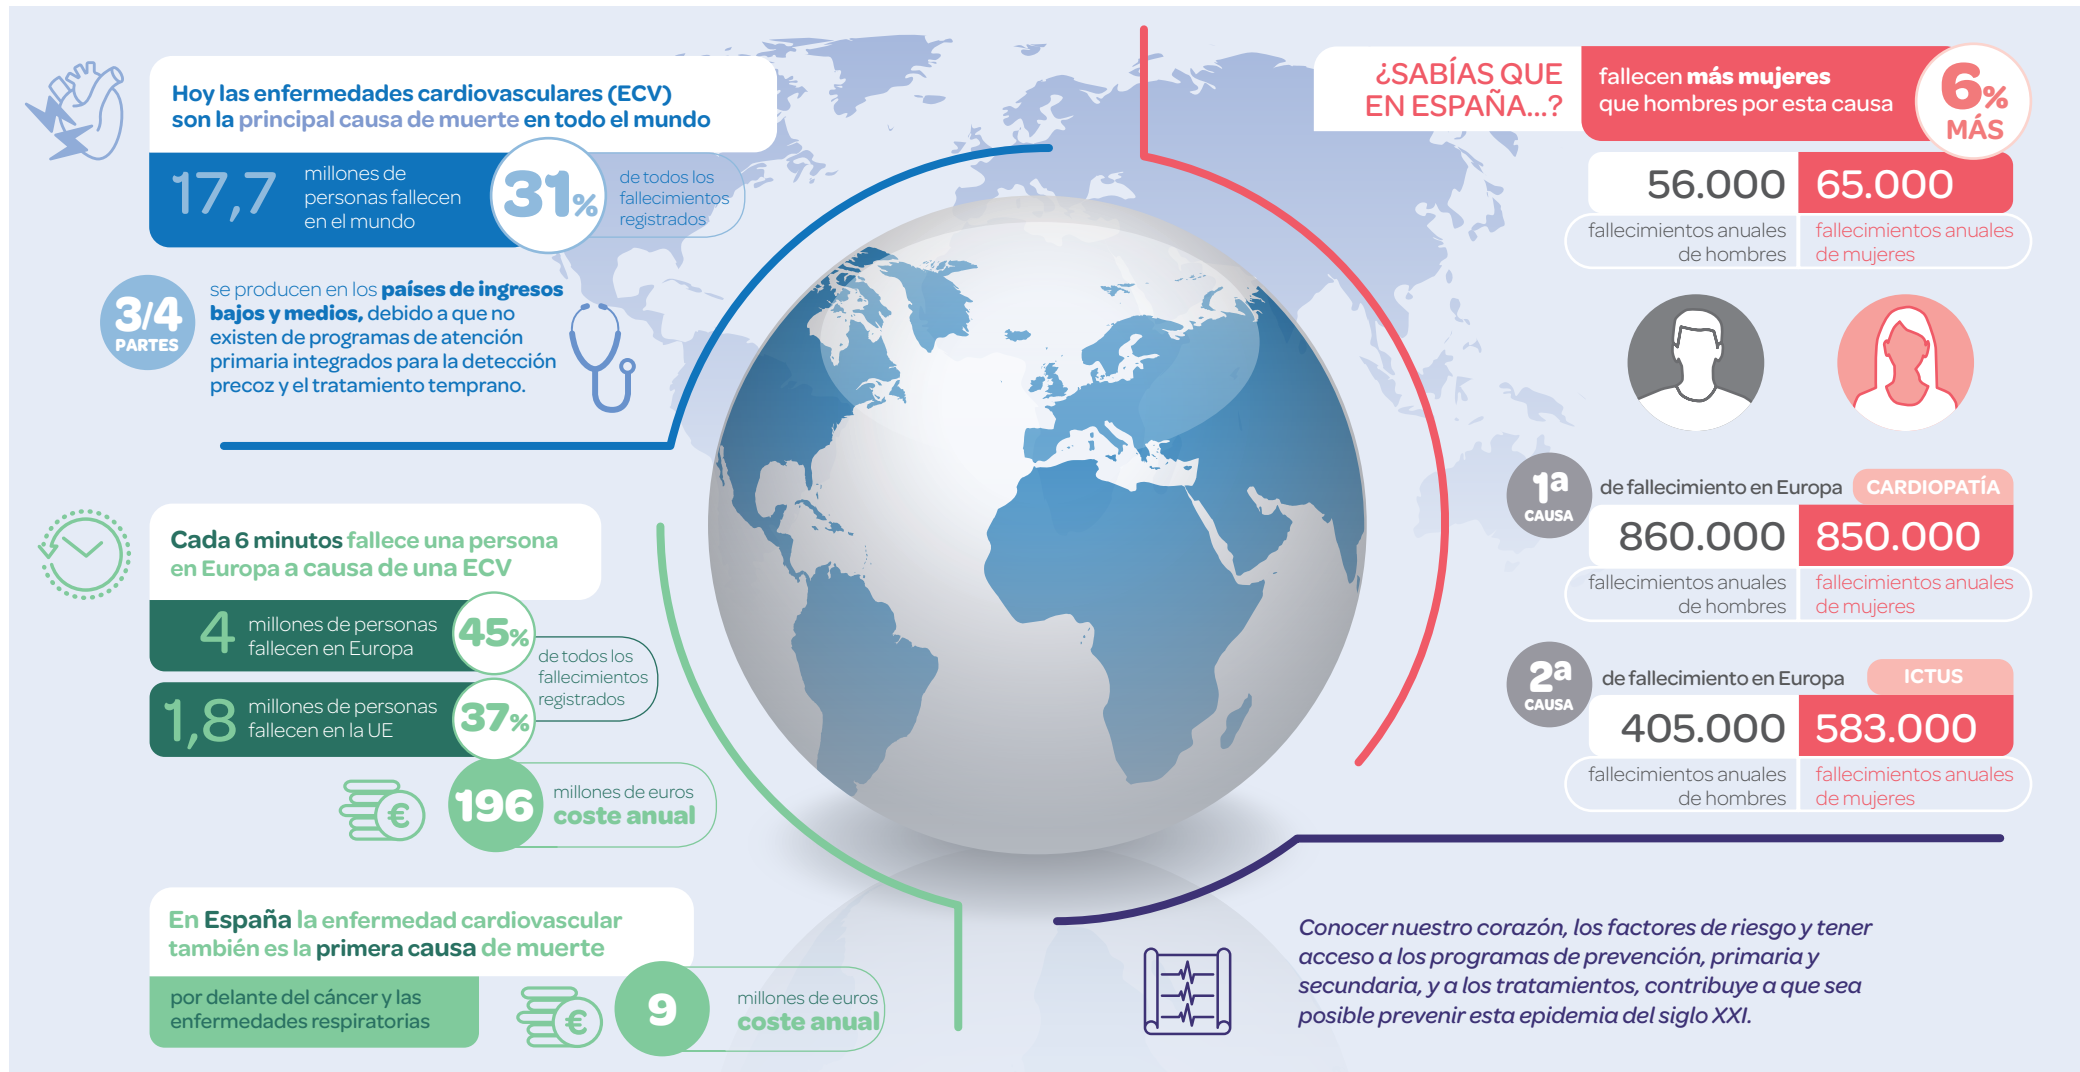 Hoy las enfermedades cardiovasculares (ECV)
son la principal causa de muerte en todo el mundo
17,7
millones de
personas fallecen
en el mundo
31%
de todos los
fallecimientos
registrados
3/4
PARTES
se producen en los países de ingresos
bajos y medios, debido a que no
existen de programas de atención
primaria integrados para la detección
precoz y el tratamiento temprano.
Cada 6 minutos fallece una persona
en Europa a causa de una ECV
4
millones de personas
fallecen en Europa
45%
1,8
millones de personas
fallecen en la UE
37%
de todos los
fallecimientos
registrados
€
196
millones de euros
coste anual
En España la enfermedad cardiovascular
también es la primera causa de muerte
por delante del cáncer y las
enfermedades respiratorias
€
9
millones de euros
coste anual
¿SABÍAS QUE
EN ESPAÑA...?
fallecen más mujeres
que hombres por esta causa
6%
MÁS
56.000
65.000
fallecimientos anuales
de hombres
fallecimientos anuales
de mujeres
1ª
CAUSA
de fallecimiento en Europa
CARDIOPATÍA
860.000
850.000
fallecimientos anuales
de hombres
fallecimientos anuales
de mujeres
2ª
CAUSA
de fallecimiento en Europa
ICTUS
405.000
583.000
fallecimientos anuales
de hombres
fallecimientos anuales
de mujeres
Conocer nuestro corazón, los factores de riesgo y tener
acceso a los programas de prevención, primaria y
secundaria, y a los tratamientos, contribuye a que sea
posible prevenir esta epidemia del siglo XXI.